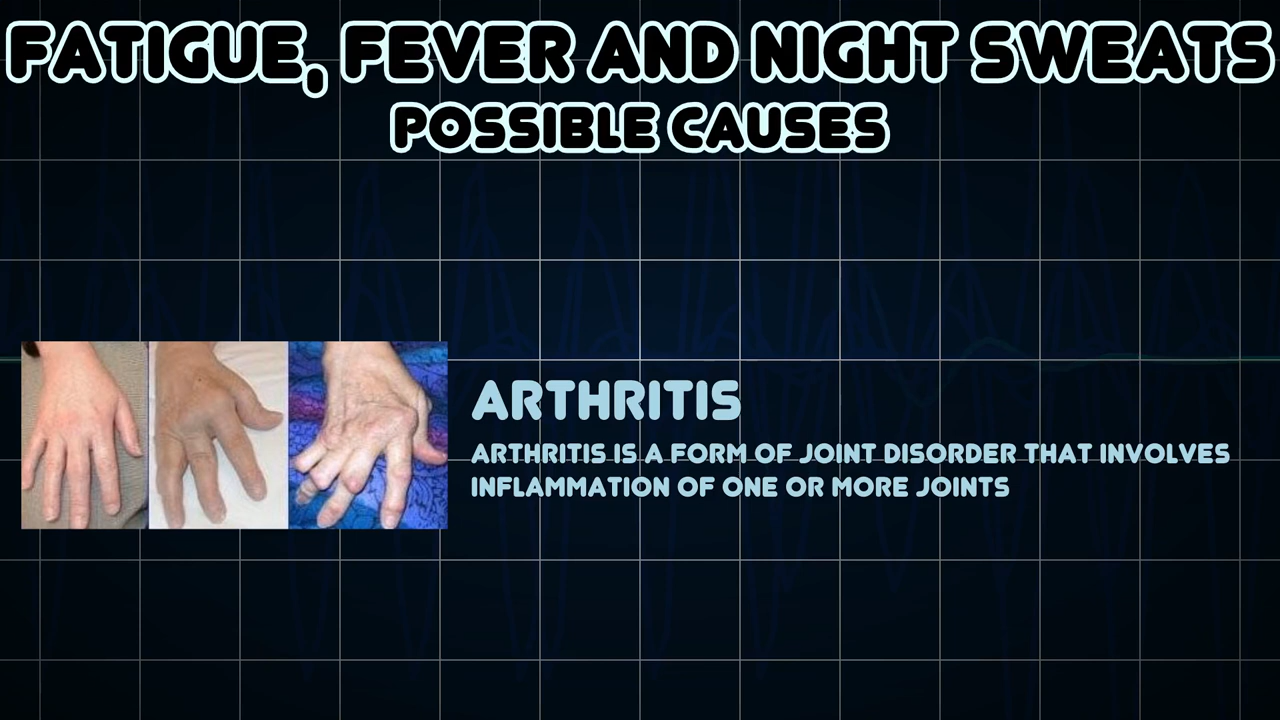 FATIGUE, FEVER AND NIGHT SWEATS
POSSIBLE CAUSES
ARTHRITIS
ARTHRITIS IS A FORM OF JOINT DISORDER THAT INVOLVES
INFLAMMATION OF ONE OR MORE JOINTS